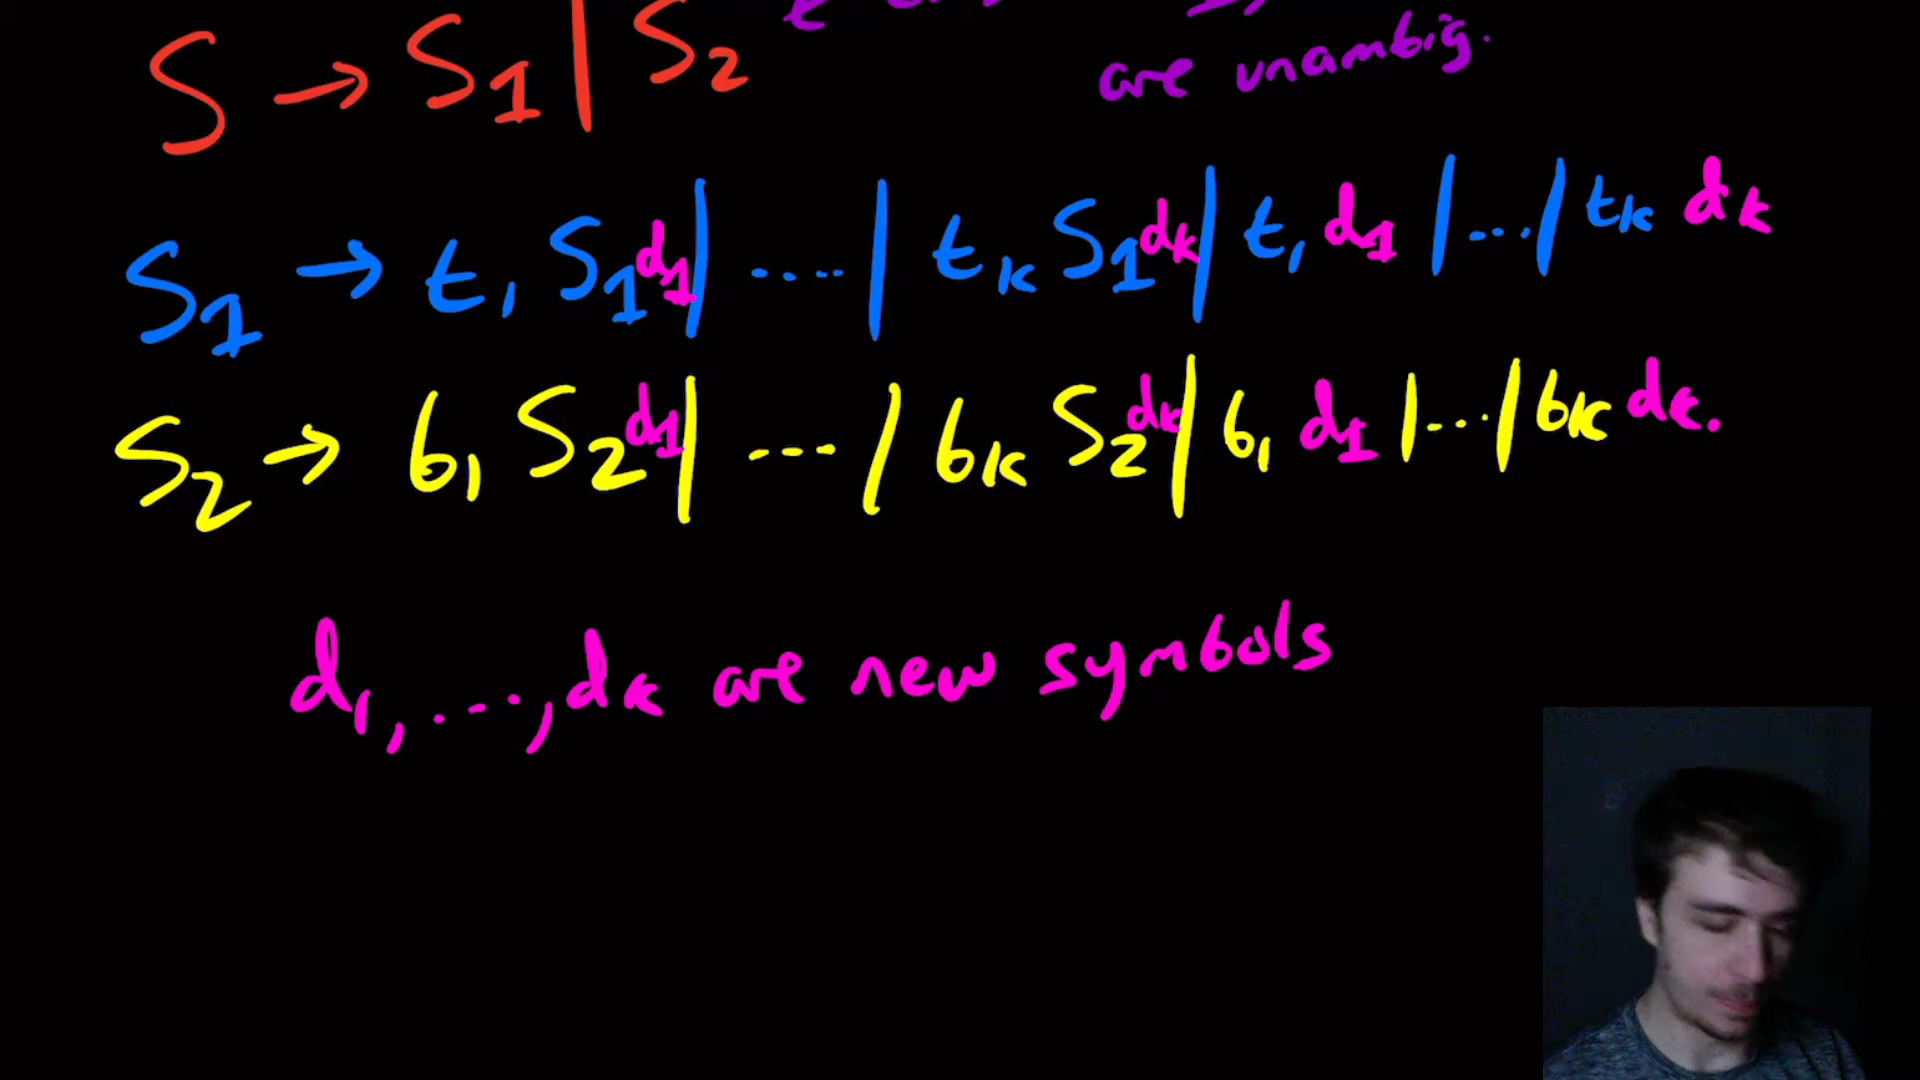 S → S1 | S2
are unambig.
S1 → t1 S1 d1 | .... | tk S1 dk | t1 d1 | ... | tk dk
S2 → b1 S2 d1 | ... | bk S2 dk | b1 d1 | ... | bk dk.
d1, ..., dk are new symbols